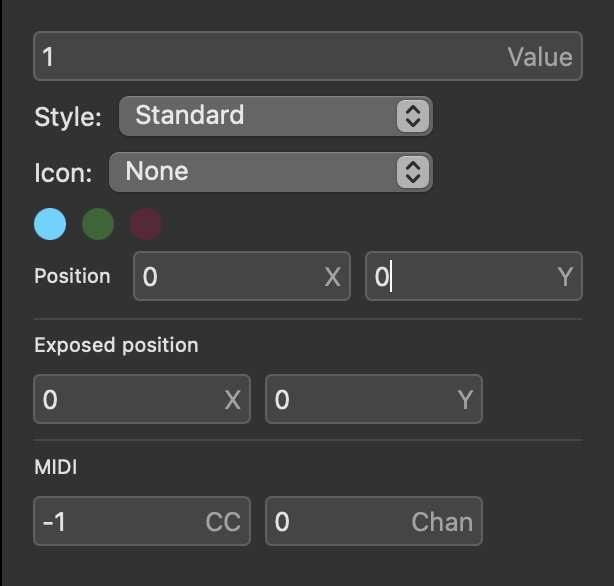 1 Value
Style: Standard
Icon: None
Position 0 X 0 Y
Exposed position
0 X 0 Y
MIDI
-1 CC 0 Chan